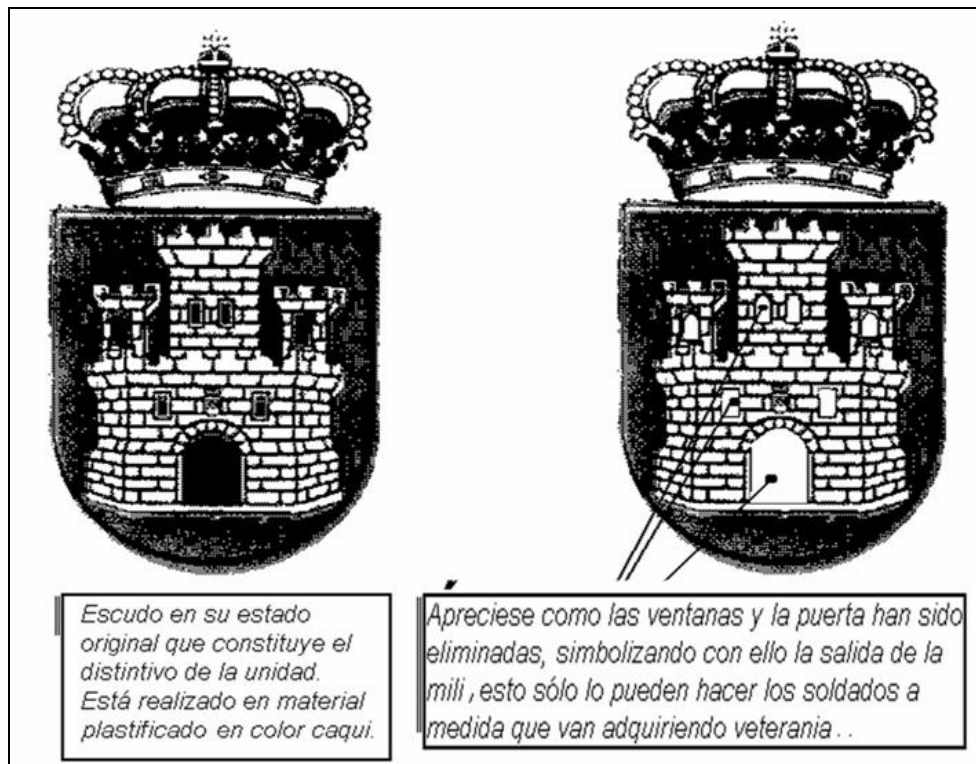 Escudo en su estado
original que constituye el
distintivo de la unidad.
Está realizado en material
plastificado en color caqui.
Apreciese como las ventanas y la puerta han sido
eliminadas, simbolizando con ello la salida de la
mili, esto sólo lo pueden hacer los soldados a
medida que van adquiriendo veterania . .